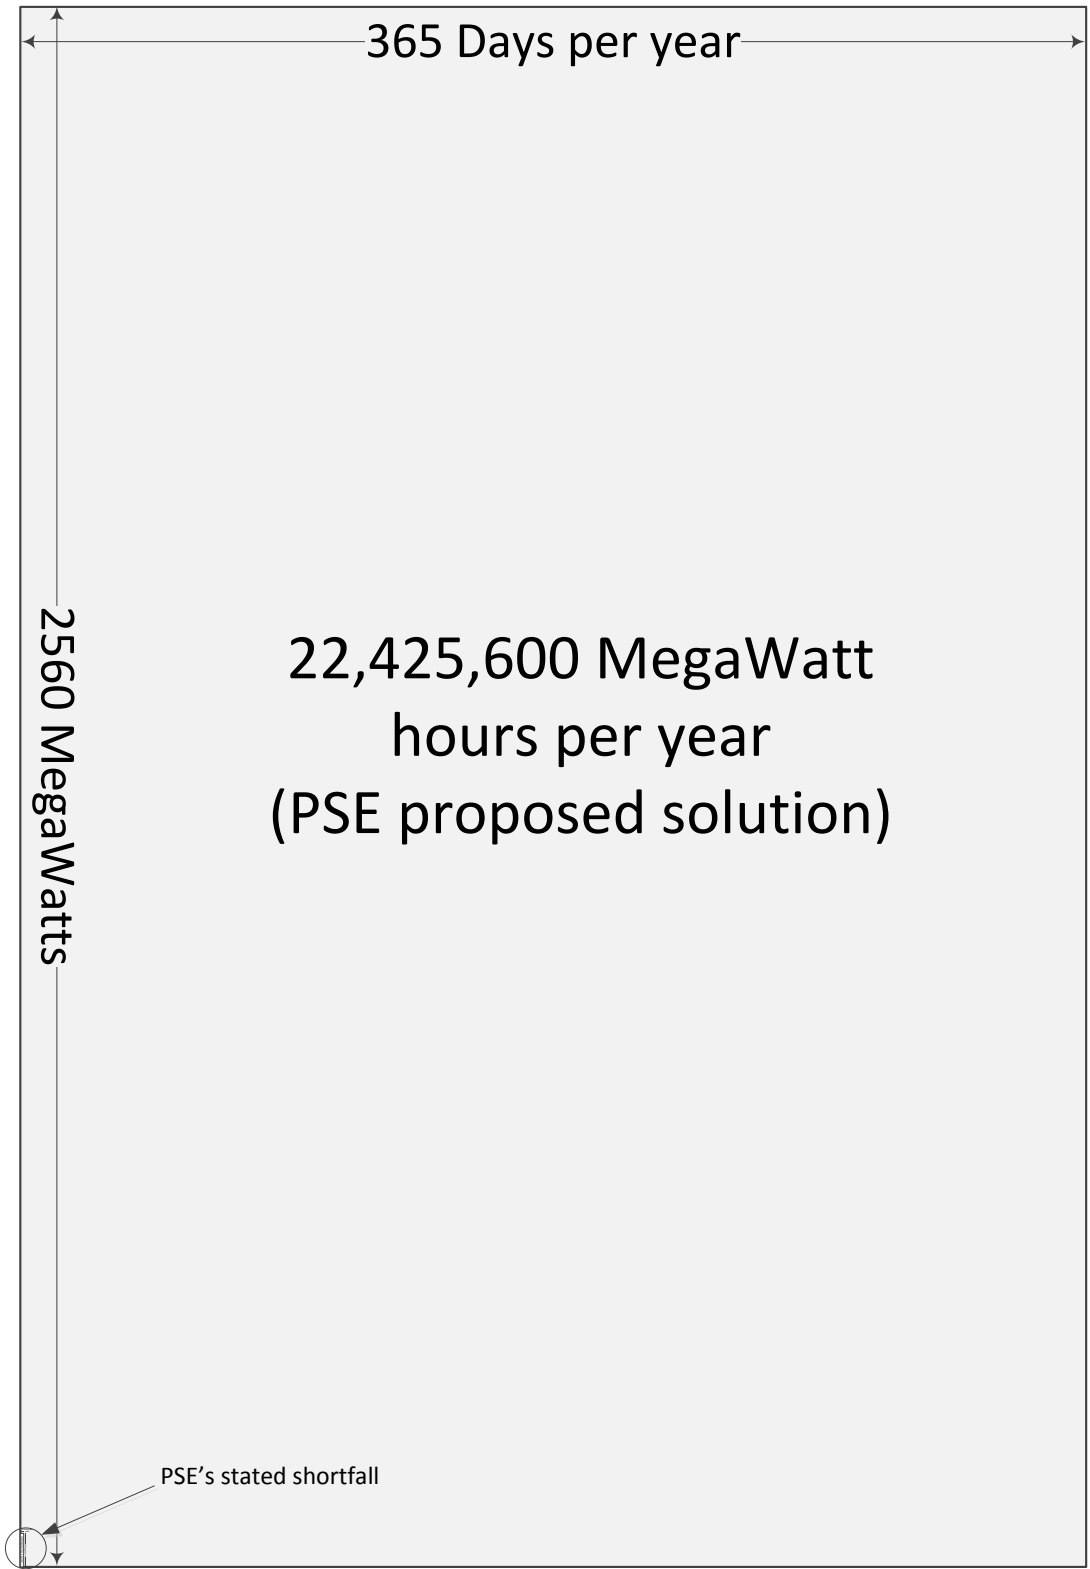 365 Days per year
2560 MegaWatts
22,425,600 MegaWatt
hours per year
(PSE proposed solution)
PSE’s stated shortfall